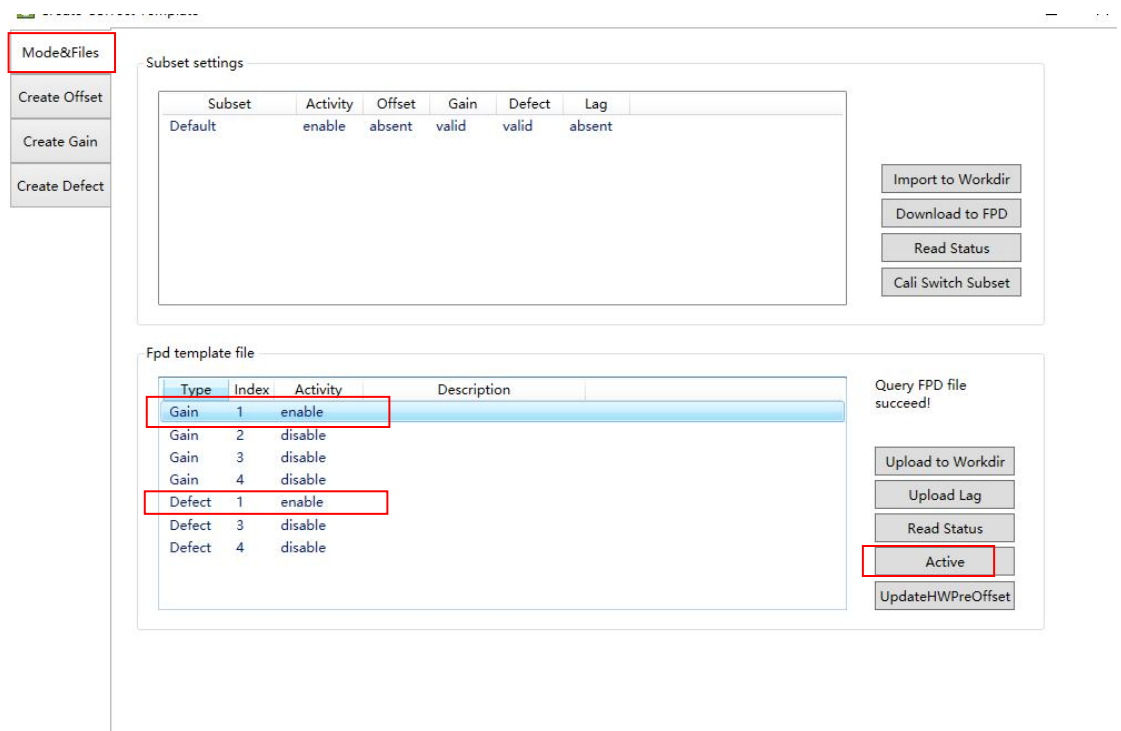 Mode&Files
Create Offset
Create Gain
Create Defect
Subset settings
Subset Activity Offset Gain Defect Lag
Default enable absent valid valid absent
Import to Workdir
Download to FPD
Read Status
Cali Switch Subset
Fpd template file
Type Index Activity Description
Gain 1 enable
Gain 2 disable
Gain 3 disable
Gain 4 disable
Defect 1 enable
Defect 3 disable
Defect 4 disable
Query FPD file
succeed!
Upload to Workdir
Upload Lag
Read Status
Active
UpdateHWPreOffset